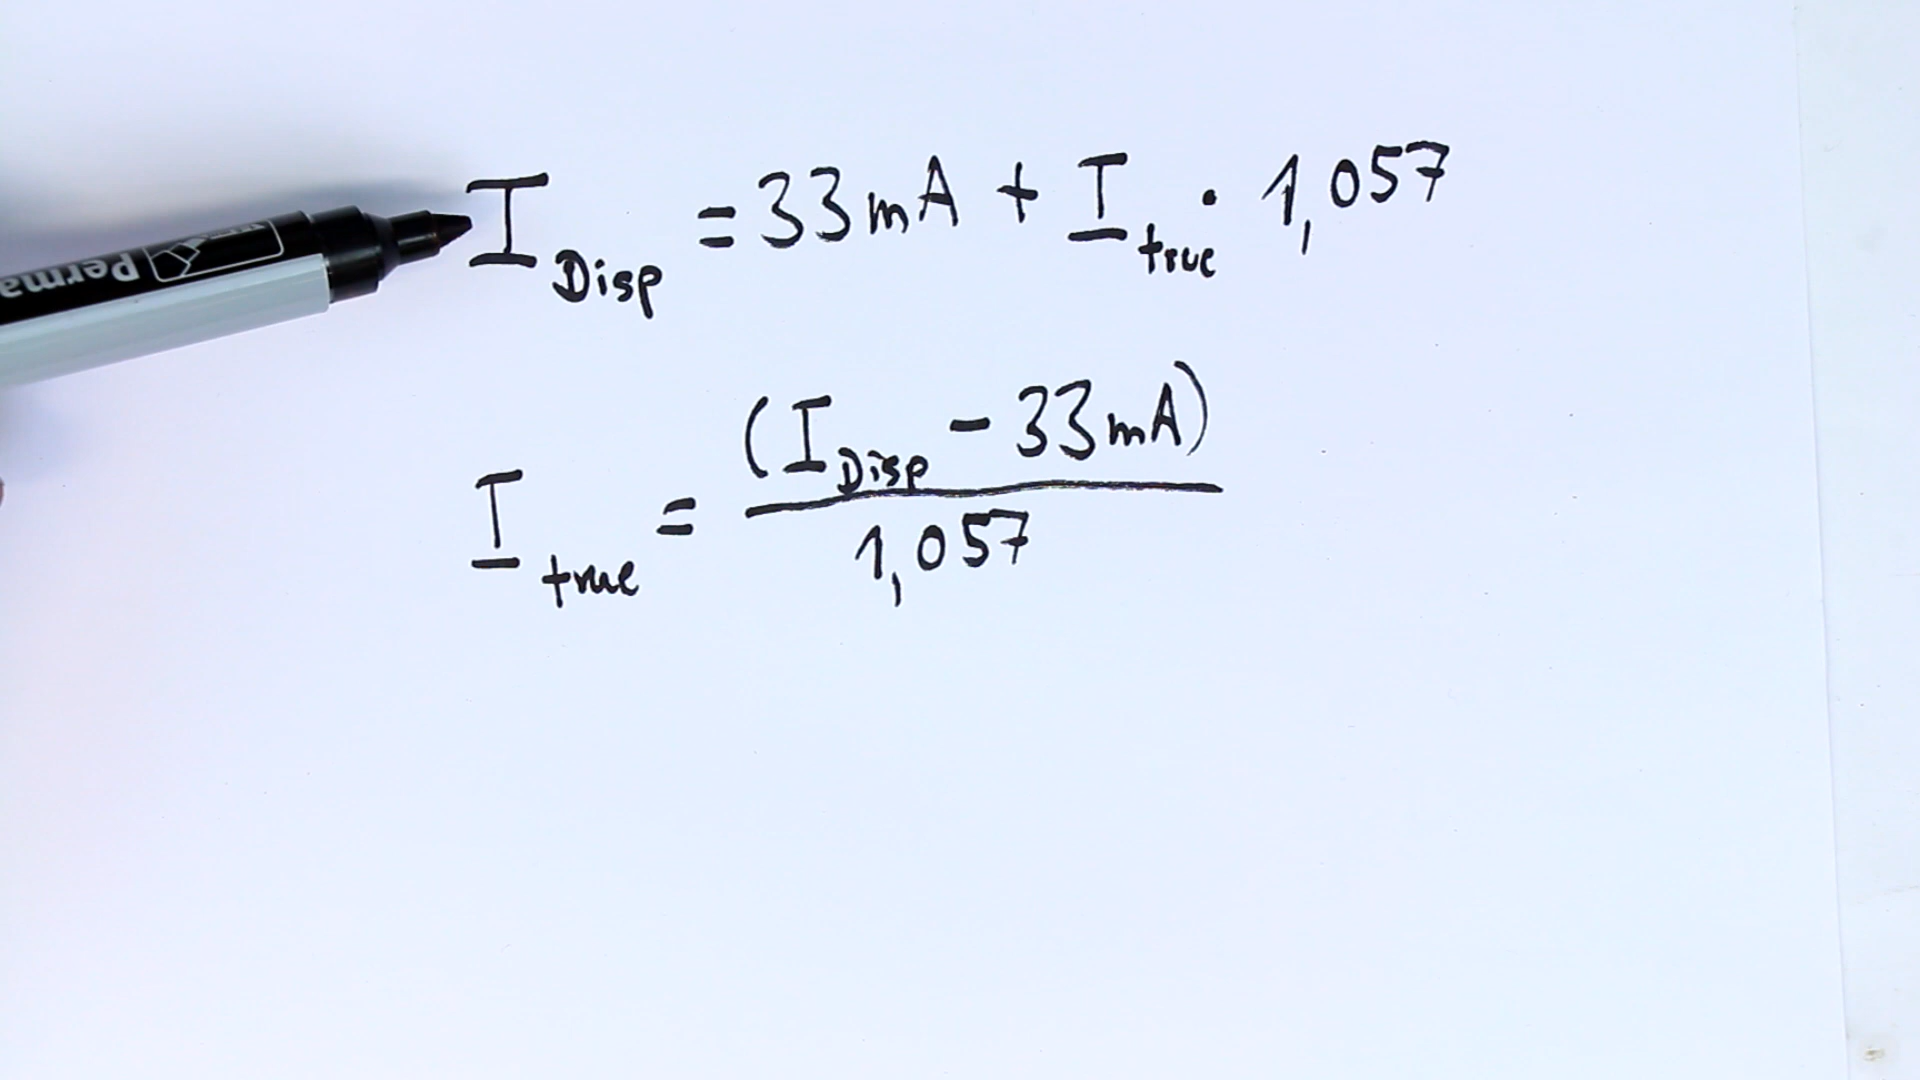 I_Disp = 33mA + I_true · 1,057
I_true = (I_Disp - 33mA) / 1,057
Perma